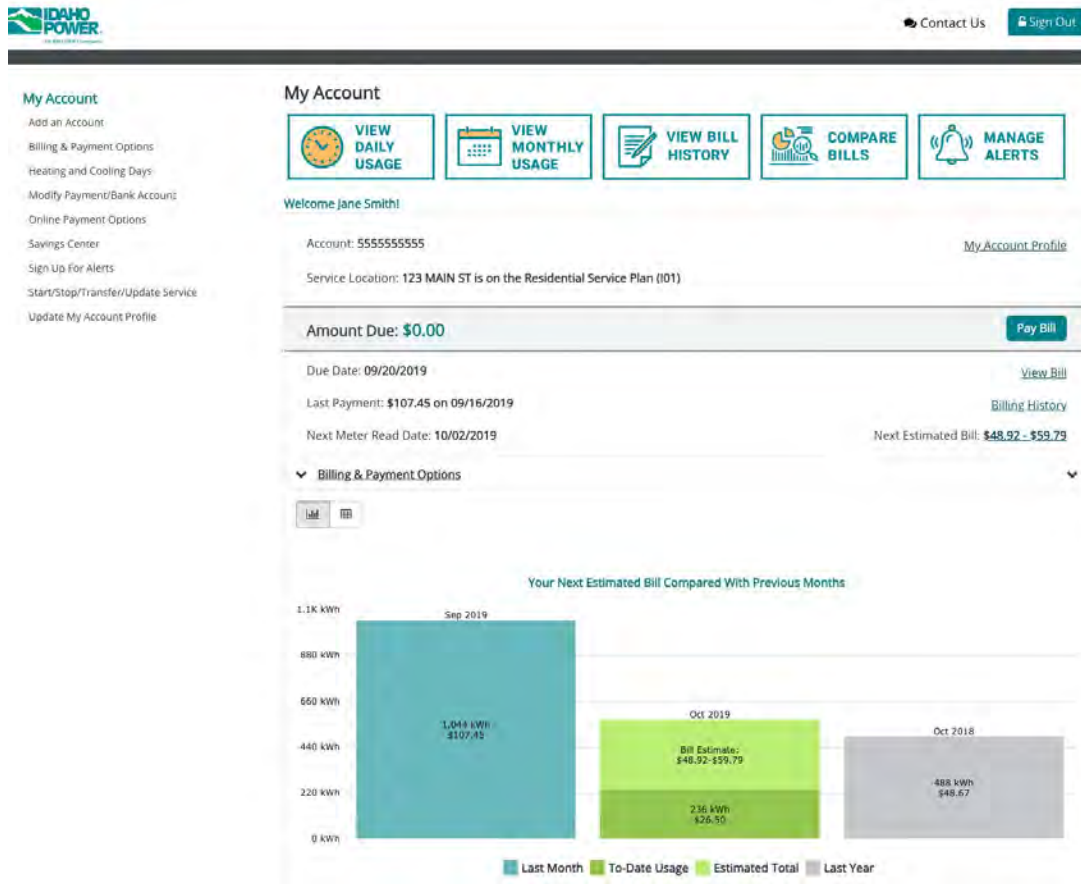 IDAHO
POWER
Contact Us
Sign Out
My Account
Add an Account
Billing & Payment Options
Heating and Cooling Days
Modify Payment/Bank Account
Online Payment Options
Savings Center
Sign Up For Alerts
Start/Stop/Transfer/Update Service
Update My Account Profile
My Account
VIEW
DAILY
USAGE
VIEW
MONTHLY
USAGE
VIEW BILL
HISTORY
COMPARE
BILLS
MANAGE
ALERTS
Welcome Jane Smith!
Account: 5555555555
My Account Profile
Service Location: 123 MAIN ST is on the Residential Service Plan (I01)
Amount Due: $0.00
Pay Bill
Due Date: 09/20/2019
View Bill
Last Payment: $107.45 on 09/16/2019
Billing History
Next Meter Read Date: 10/02/2019
Next Estimated Bill: $48.92 - $59.79
Billing & Payment Options
Your Next Estimated Bill Compared With Previous Months
1.1K kWh
880 kWh
660 kWh
440 kWh
220 kWh
0 kWh
Sep 2019
1,044 kWh
$107.45
Oct 2019
Bill Estimate:
$48.92-$59.79
236 kWh
$26.50
Oct 2018
488 kWh
$48.67
Last Month
To-Date Usage
Estimated Total
Last Year